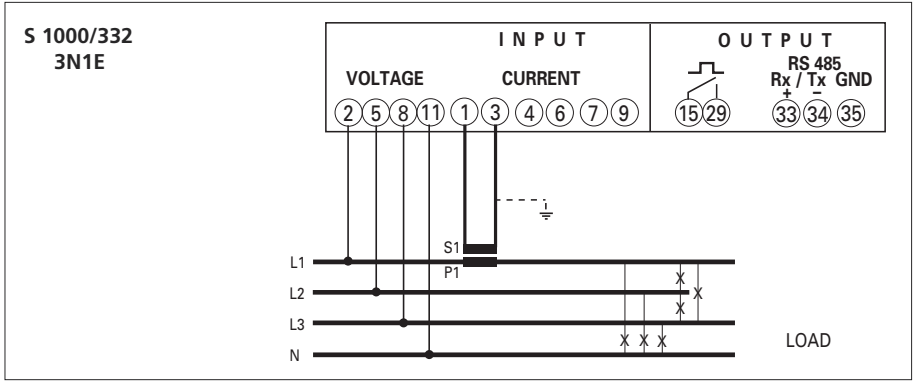 S 1000/332
3N1E
INPUT
OUTPUT
VOLTAGE
CURRENT
RS 485
Rx / Tx GND
+ –
2 5 8 11 1 3 4 6 7 9 15 29 33 34 35
S1
L1
P1
L2
X X
X
L3
X X X
LOAD
N